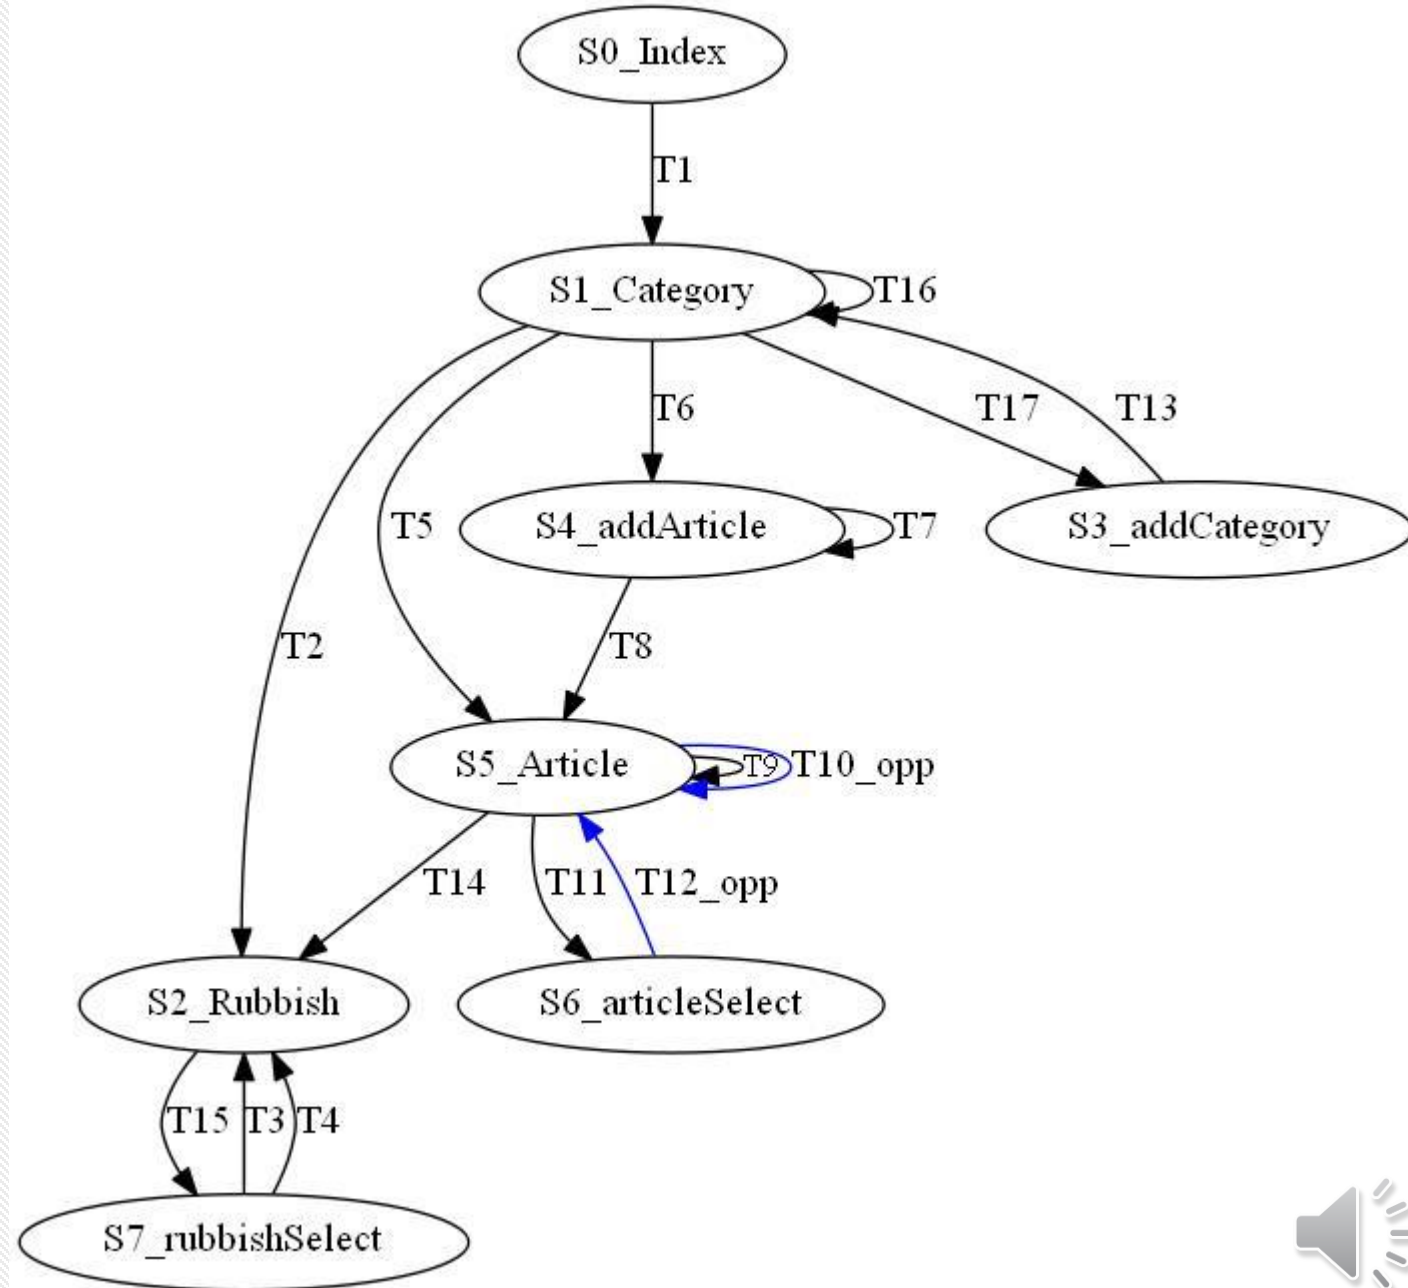 S0_Index
T1
S1_Category
T16
T6
T17
T13
T5
S4_addArticle
T7
S3_addCategory
T2
T8
S5_Article
T9
T10_opp
T14
T11
T12_opp
S2_Rubbish
S6_articleSelect
T15
T3
T4
S7_rubbishSelect